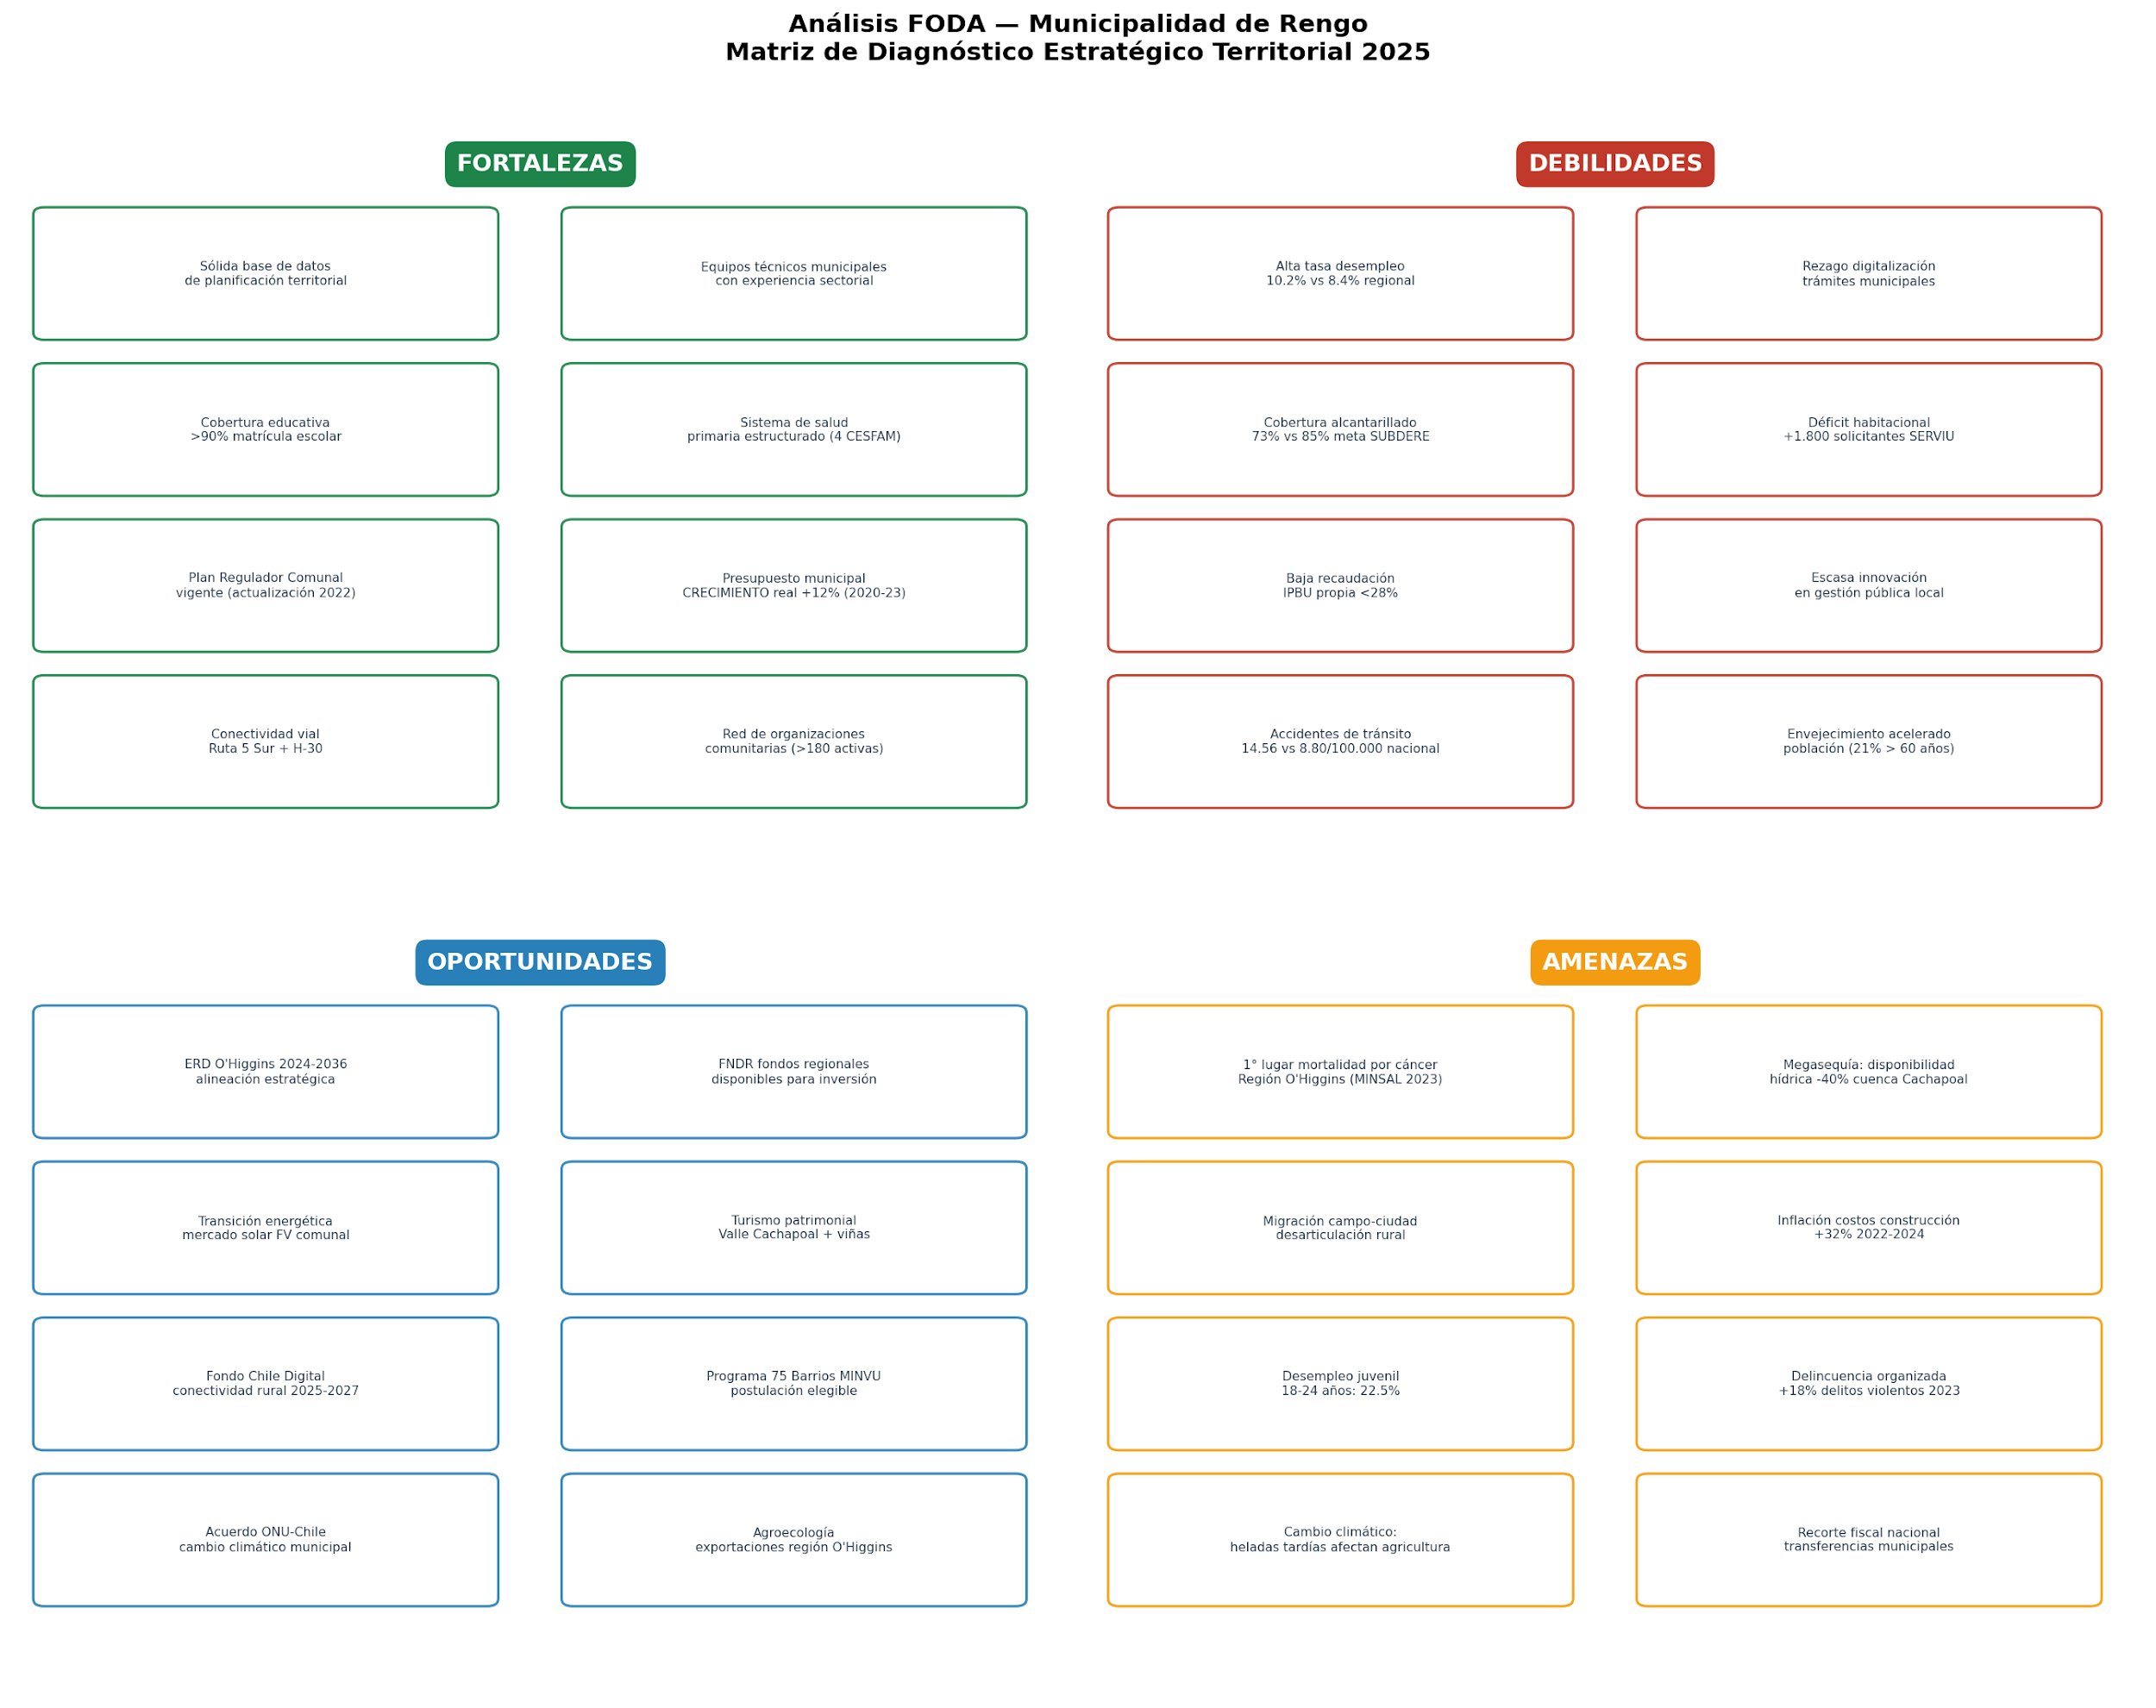 Análisis FODA — Municipalidad de Rengo
Matriz de Diagnóstico Estratégico Territorial 2025
FORTALEZAS
Sólida base de datos
de planificación territorial
Equipos técnicos municipales
con experiencia sectorial
Cobertura educativa
>90% matrícula escolar
Sistema de salud
primaria estructurado (4 CESFAM)
Plan Regulador Comunal
vigente (actualización 2022)
Presupuesto municipal
CRECIMIENTO real +12% (2020-23)
Conectividad vial
Ruta 5 Sur + H-30
Red de organizaciones
comunitarias (>180 activas)
DEBILIDADES
Alta tasa desempleo
10.2% vs 8.4% regional
Rezago digitalización
trámites municipales
Cobertura alcantarillado
73% vs 85% meta SUBDERE
Déficit habitacional
+1.800 solicitantes SERVIU
Baja recaudación
IPBU propia <28%
Escasa innovación
en gestión pública local
Accidentes de tránsito
14.56 vs 8.80/100.000 nacional
Envejecimiento acelerado
población (21% > 60 años)
OPORTUNIDADES
ERD O'Higgins 2024-2036
alineación estratégica
FNDR fondos regionales
disponibles para inversión
Transición energética
mercado solar FV comunal
Turismo patrimonial
Valle Cachapoal + viñas
Fondo Chile Digital
conectividad rural 2025-2027
Programa 75 Barrios MINVU
postulación elegible
Acuerdo ONU-Chile
cambio climático municipal
Agroecología
exportaciones región O'Higgins
AMENAZAS
1° lugar mortalidad por cáncer
Región O'Higgins (MINSAL 2023)
Megasequía: disponibilidad
hídrica -40% cuenca Cachapoal
Migración campo-ciudad
desarticulación rural
Inflación costos construcción
+32% 2022-2024
Desempleo juvenil
18-24 años: 22.5%
Delincuencia organizada
+18% delitos violentos 2023
Cambio climático:
heladas tardías afectan agricultura
Recorte fiscal nacional
transferencias municipales